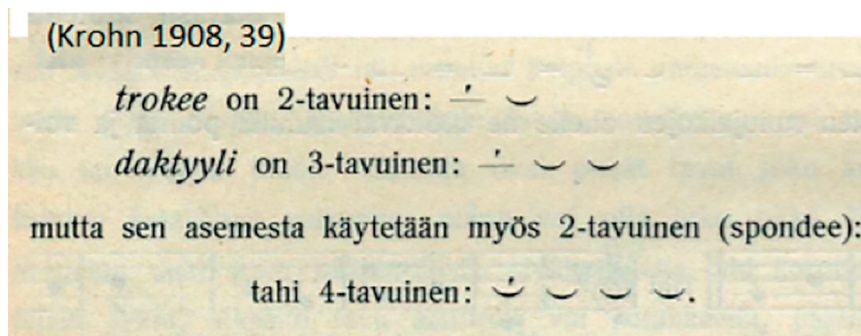 (Krohn 1908, 39)
trokee on 2-tavuinen: –́ ⏑
daktyyli on 3-tavuinen: –́ ⏑ ⏑
mutta sen asemesta käytetään myös 2-tavuinen (spondee):
tahi 4-tavuinen: ⏑́ ⏑ ⏑ ⏑.